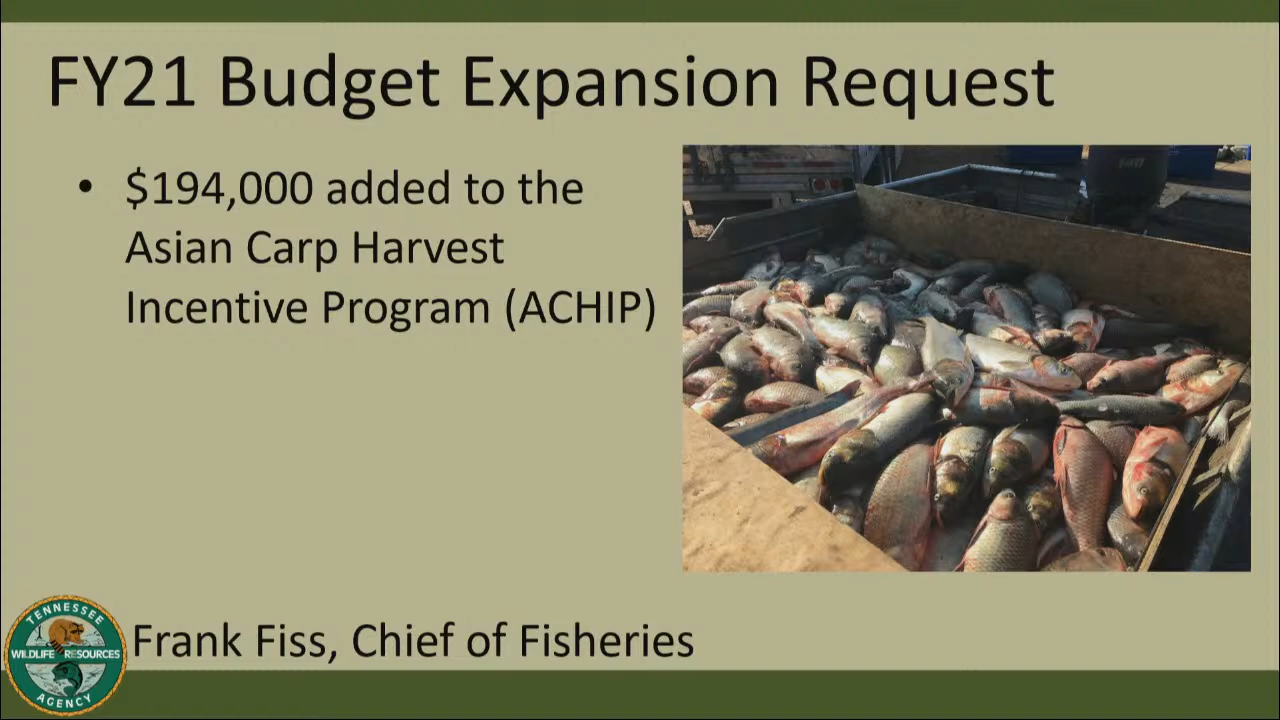 FY21 Budget Expansion Request
• $194,000 added to the
Asian Carp Harvest
Incentive Program (ACHIP)
TENNESSEE
WILDLIFE RESOURCES
AGENCY
Frank Fiss, Chief of Fisheries